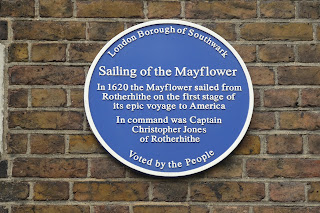 London Borough of Southwark
Sailing of the Mayflower
In 1620 the Mayflower sailed from
Rotherhithe on the first stage of
its epic voyage to America
In command was Captain
Christopher Jones
of Rotherhithe
Voted by the People